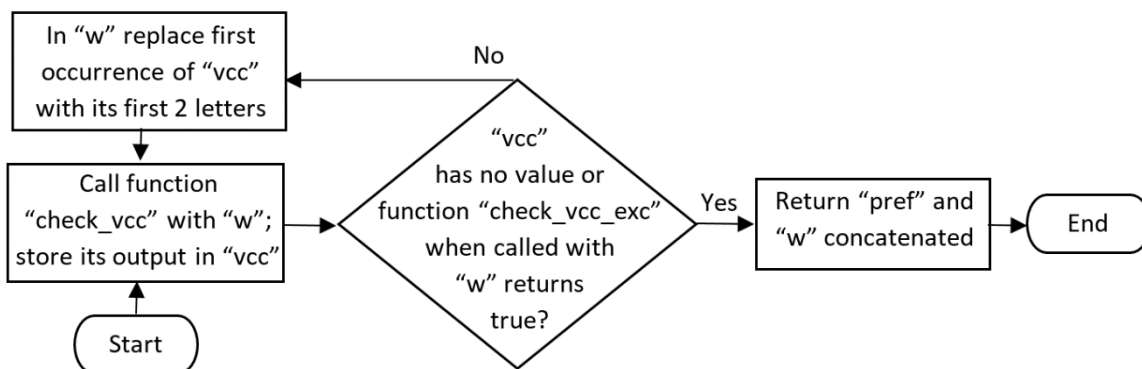 In “w” replace first
occurrence of “vcc”
with its first 2 letters
No
Call function
“check_vcc” with “w”;
store its output in “vcc”
“vcc”
has no value or
function “check_vcc_exc”
when called with
“w” returns
true?
Yes
Return “pref” and
“w” concatenated
End
Start